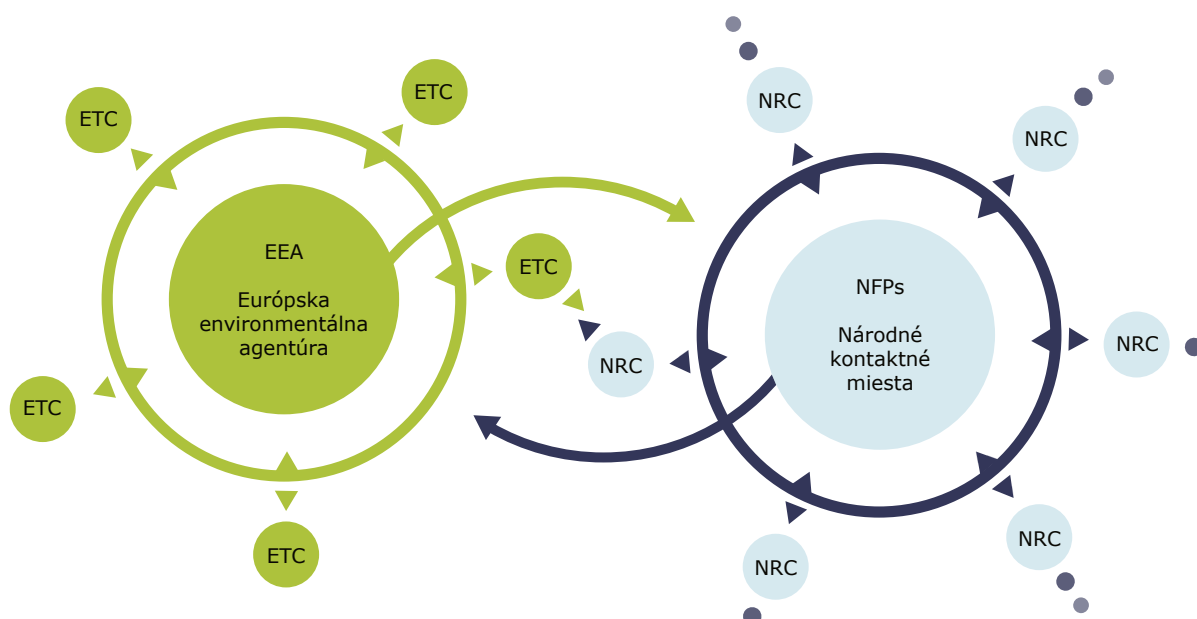 ETC
ETC
EEA
Európska
environmentálna
agentúra
ETC
ETC
ETC
NRC
NRC
NRC
NFPs
Národné
kontaktné
miesta
NRC
NRC
NRC